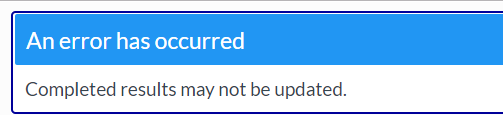 An error has occurred
Completed results may not be updated.